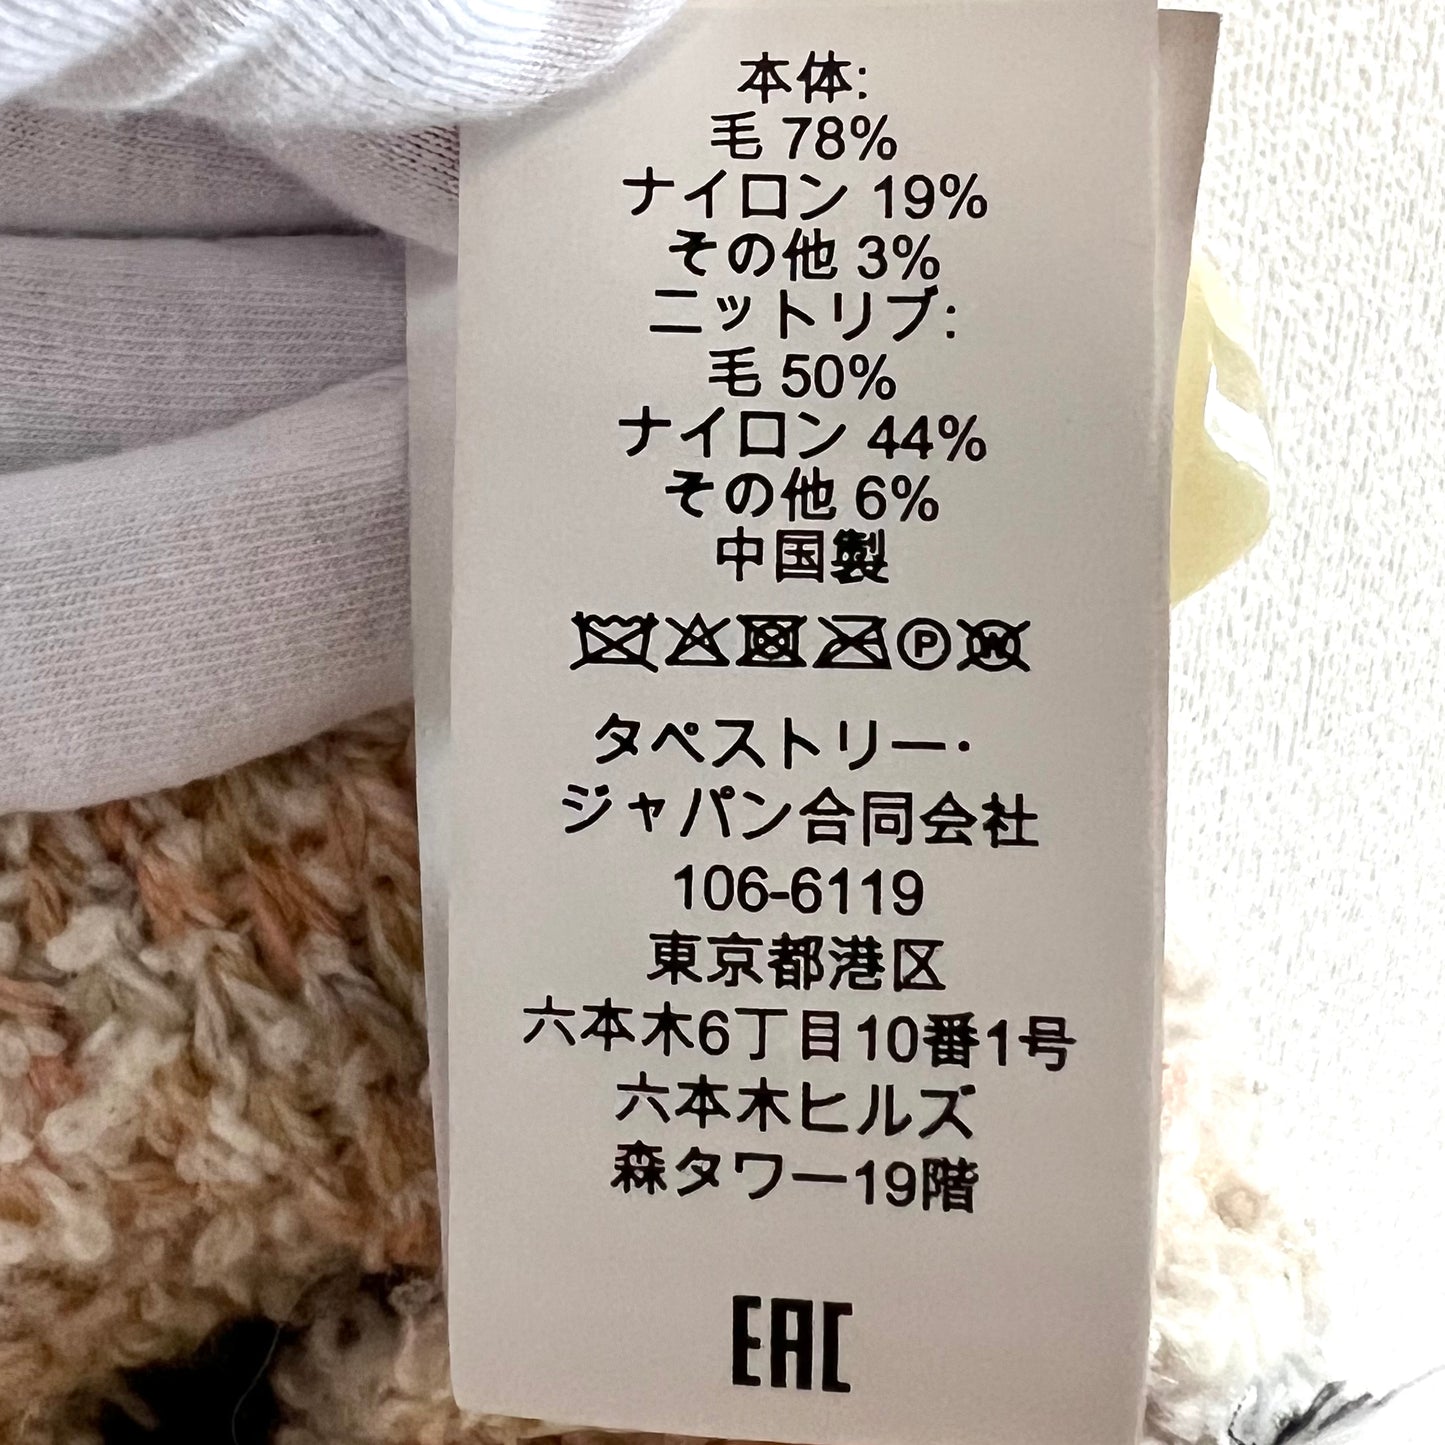 本体:
毛 78%
ナイロン 19%
その他 3%
ニットリブ:
毛 50%
ナイロン 44%
その他 6%
中国製
P W
タペストリー・
ジャパン合同会社
106-6119
東京都港区
六本木6丁目10番1号
六本木ヒルズ
森タワー19階
EAC